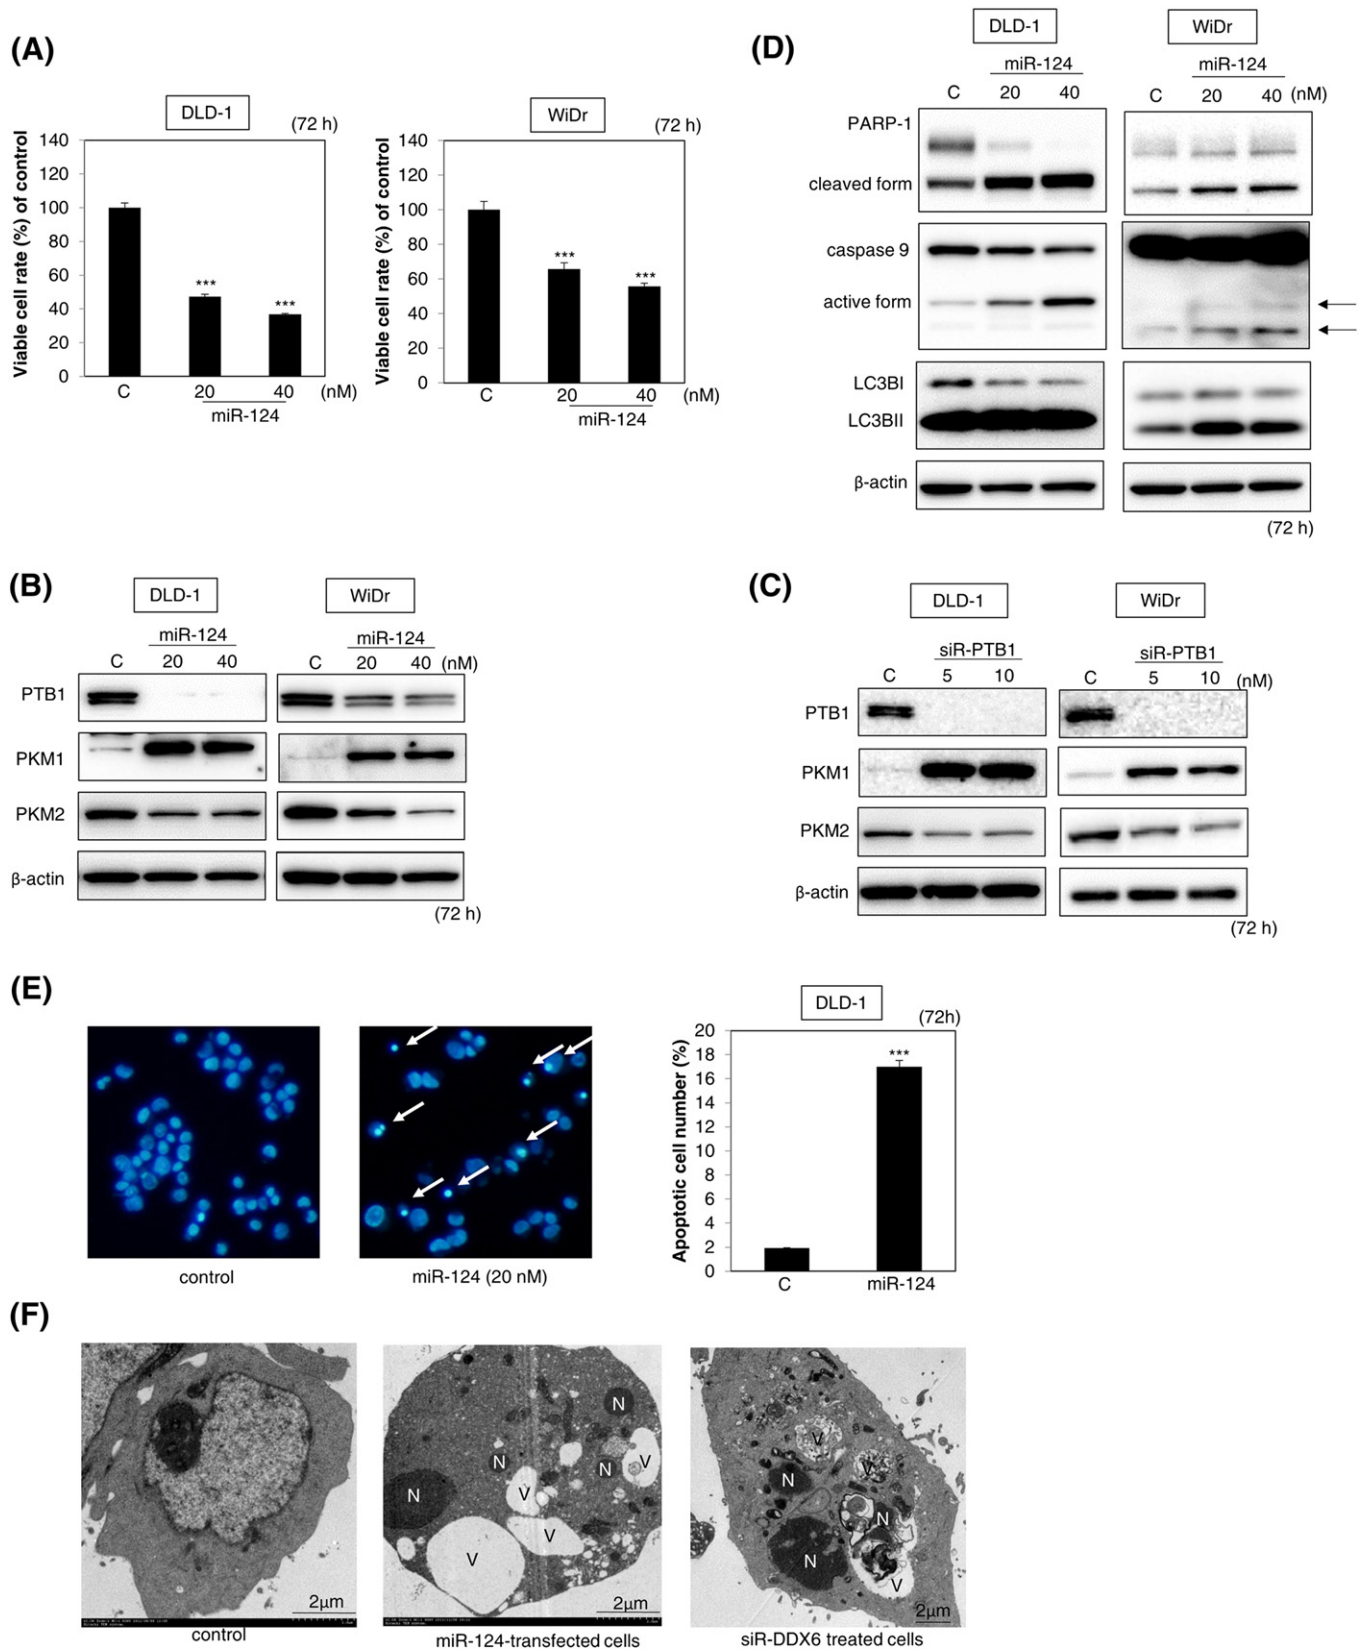 (A)
DLD-1
(72 h)
Viable cell rate (%) of control
140
120
100
80
60
40
20
0
***
***
C 20 40 (nM)
miR-124
WiDr
(72 h)
Viable cell rate (%) of control
140
120
100
80
60
40
20
0
***
***
C 20 40 (nM)
miR-124
(D)
DLD-1 WiDr
miR-124 miR-124
C 20 40 C 20 40 (nM)
PARP-1
cleaved form
caspase 9
active form
LC3BI
LC3BII
β-actin
(72 h)
(B)
DLD-1 WiDr
miR-124 miR-124
C 20 40 C 20 40 (nM)
PTB1
PKM1
PKM2
β-actin
(72 h)
(C)
DLD-1 WiDr
siR-PTB1 siR-PTB1
C 5 10 C 5 10 (nM)
PTB1
PKM1
PKM2
β-actin
(72 h)
(E)
control
miR-124 (20 nM)
DLD-1
(72h)
Apoptotic cell number (%)
20
18
16
14
12
10
8
6
4
2
0
***
C miR-124
(F)
2μm
control
N
N
N
N
V
V
V
V
2μm
miR-124-transfected cells
V
V
N
N
N
V
2μm
siR-DDX6 treated cells